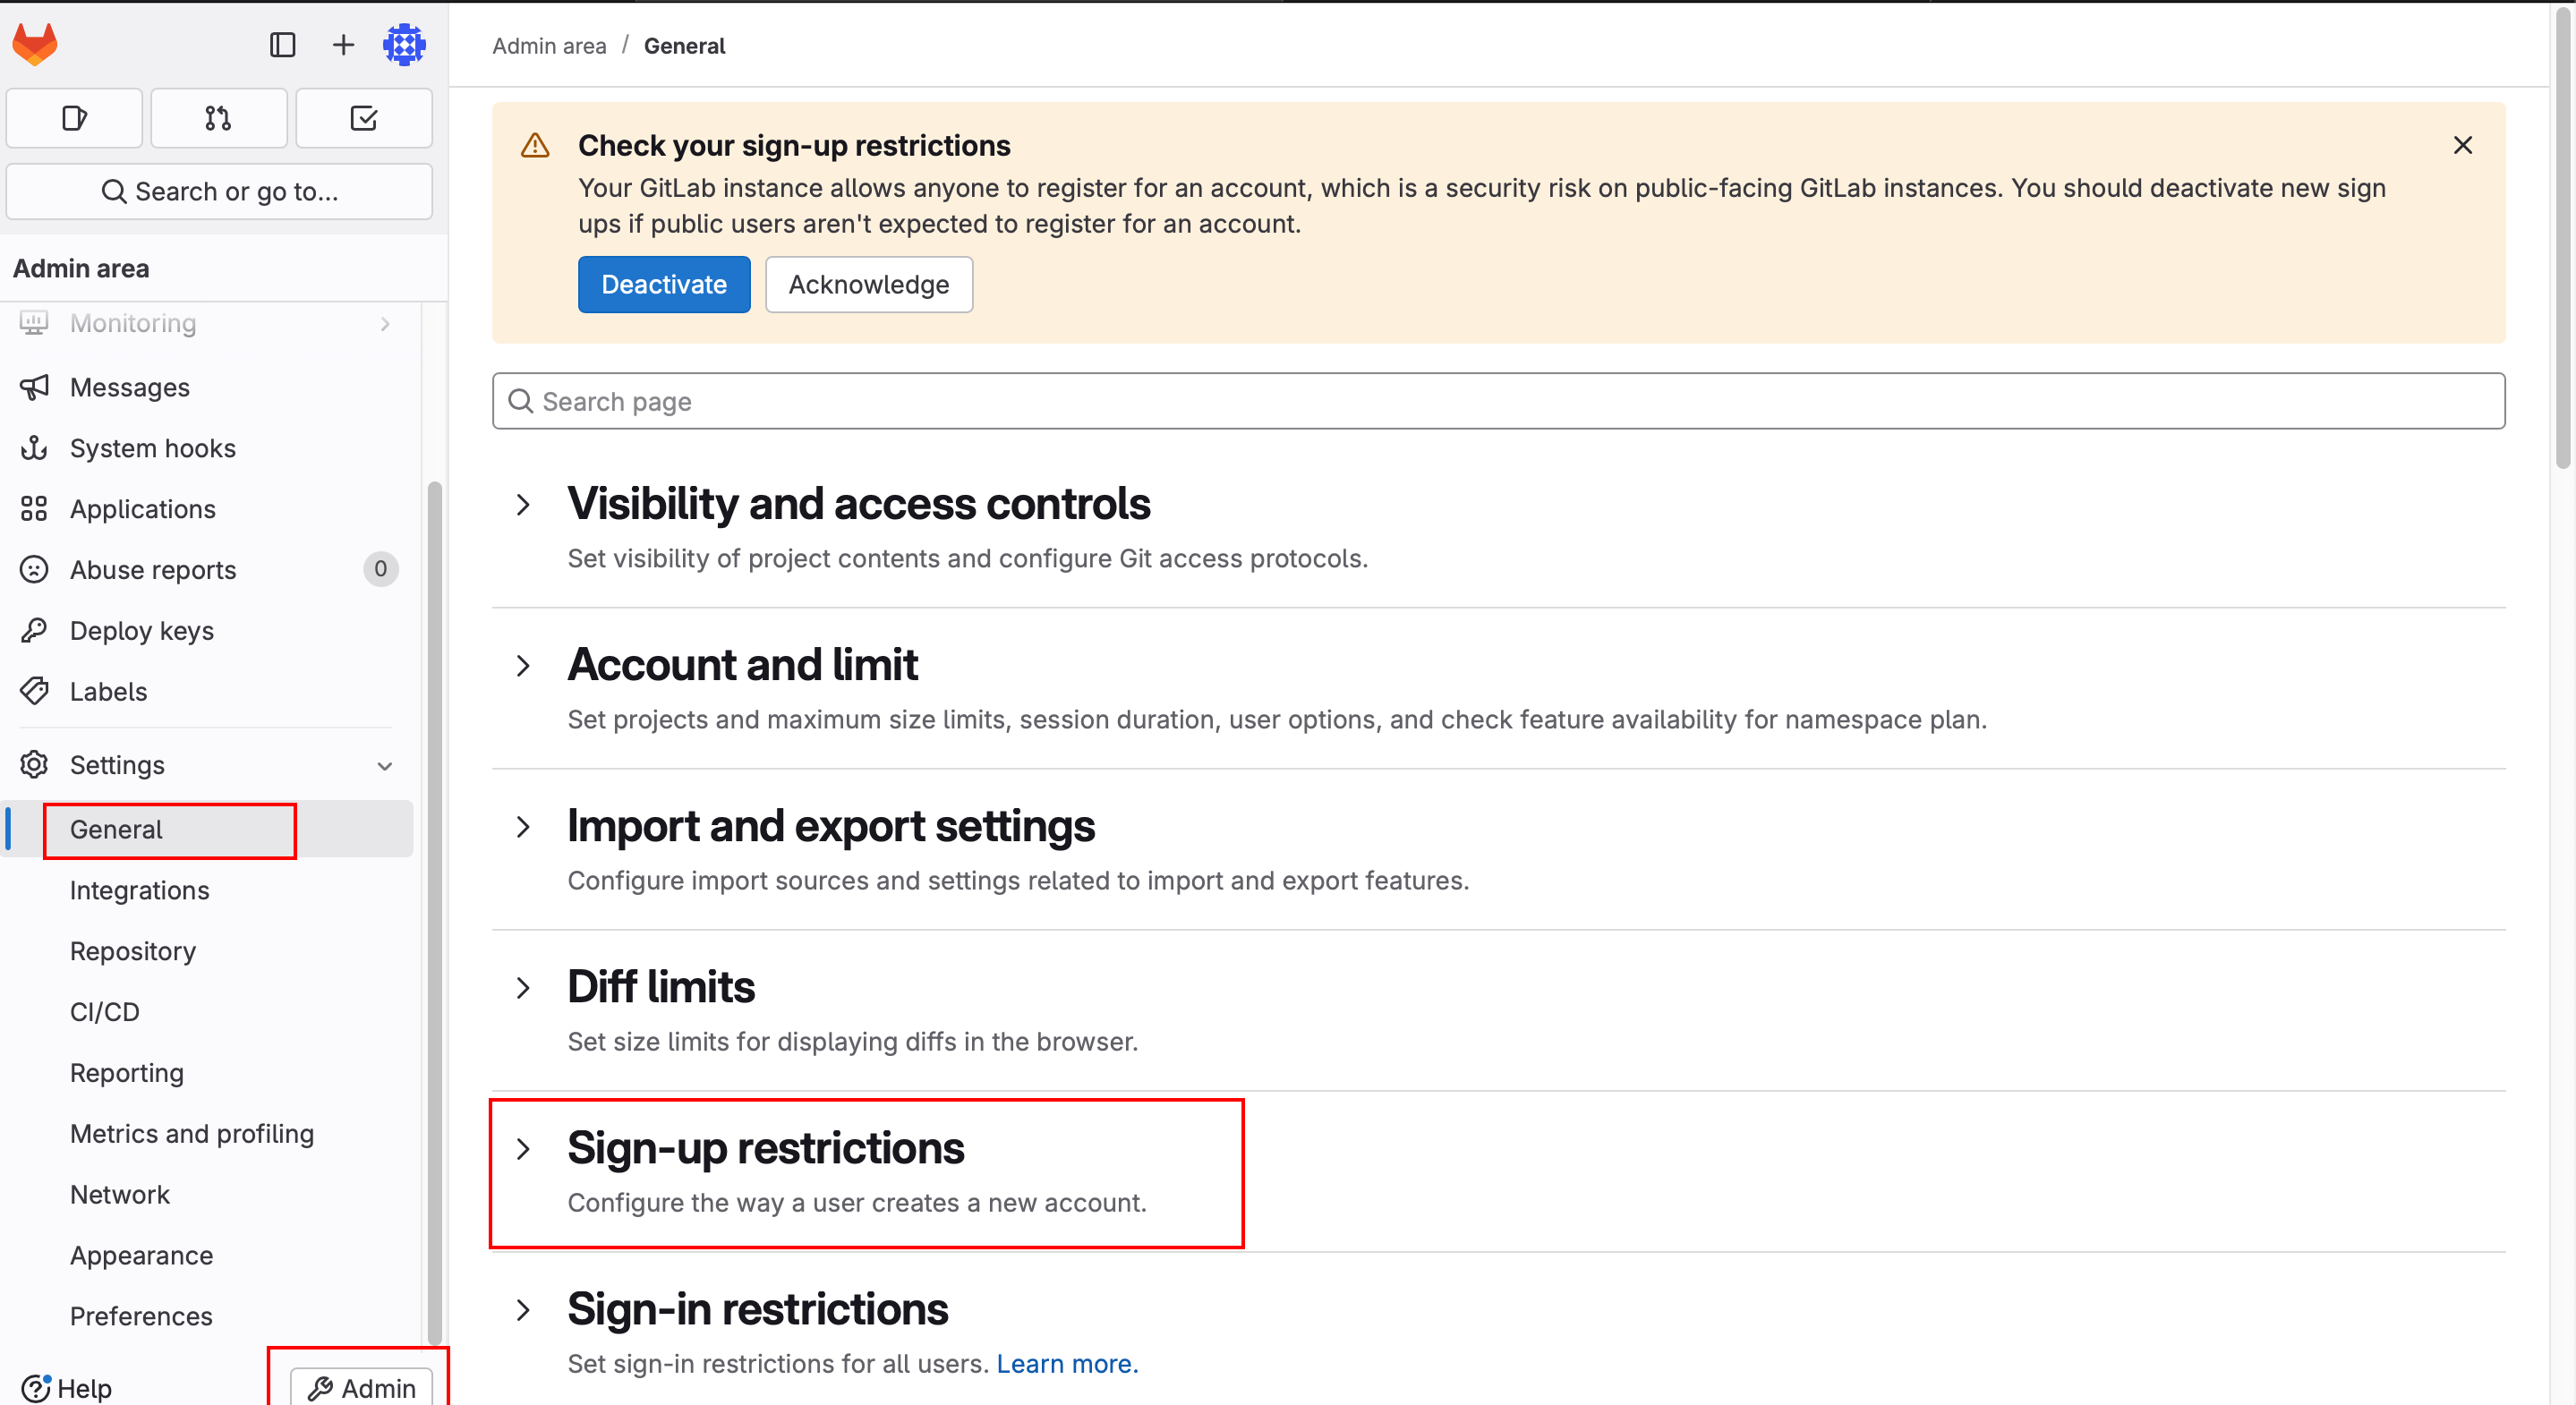 Search or go to...
Admin area
Monitoring
Messages
System hooks
Applications
Abuse reports 0
Deploy keys
Labels
Settings
General
Integrations
Repository
CI/CD
Reporting
Metrics and profiling
Network
Appearance
Preferences
Help
Admin
Admin area / General
Check your sign-up restrictions
Your GitLab instance allows anyone to register for an account, which is a security risk on public-facing GitLab instances. You should deactivate new sign
ups if public users aren't expected to register for an account.
Deactivate Acknowledge
Search page
Visibility and access controls
Set visibility of project contents and configure Git access protocols.
Account and limit
Set projects and maximum size limits, session duration, user options, and check feature availability for namespace plan.
Import and export settings
Configure import sources and settings related to import and export features.
Diff limits
Set size limits for displaying diffs in the browser.
Sign-up restrictions
Configure the way a user creates a new account.
Sign-in restrictions
Set sign-in restrictions for all users. Learn more.